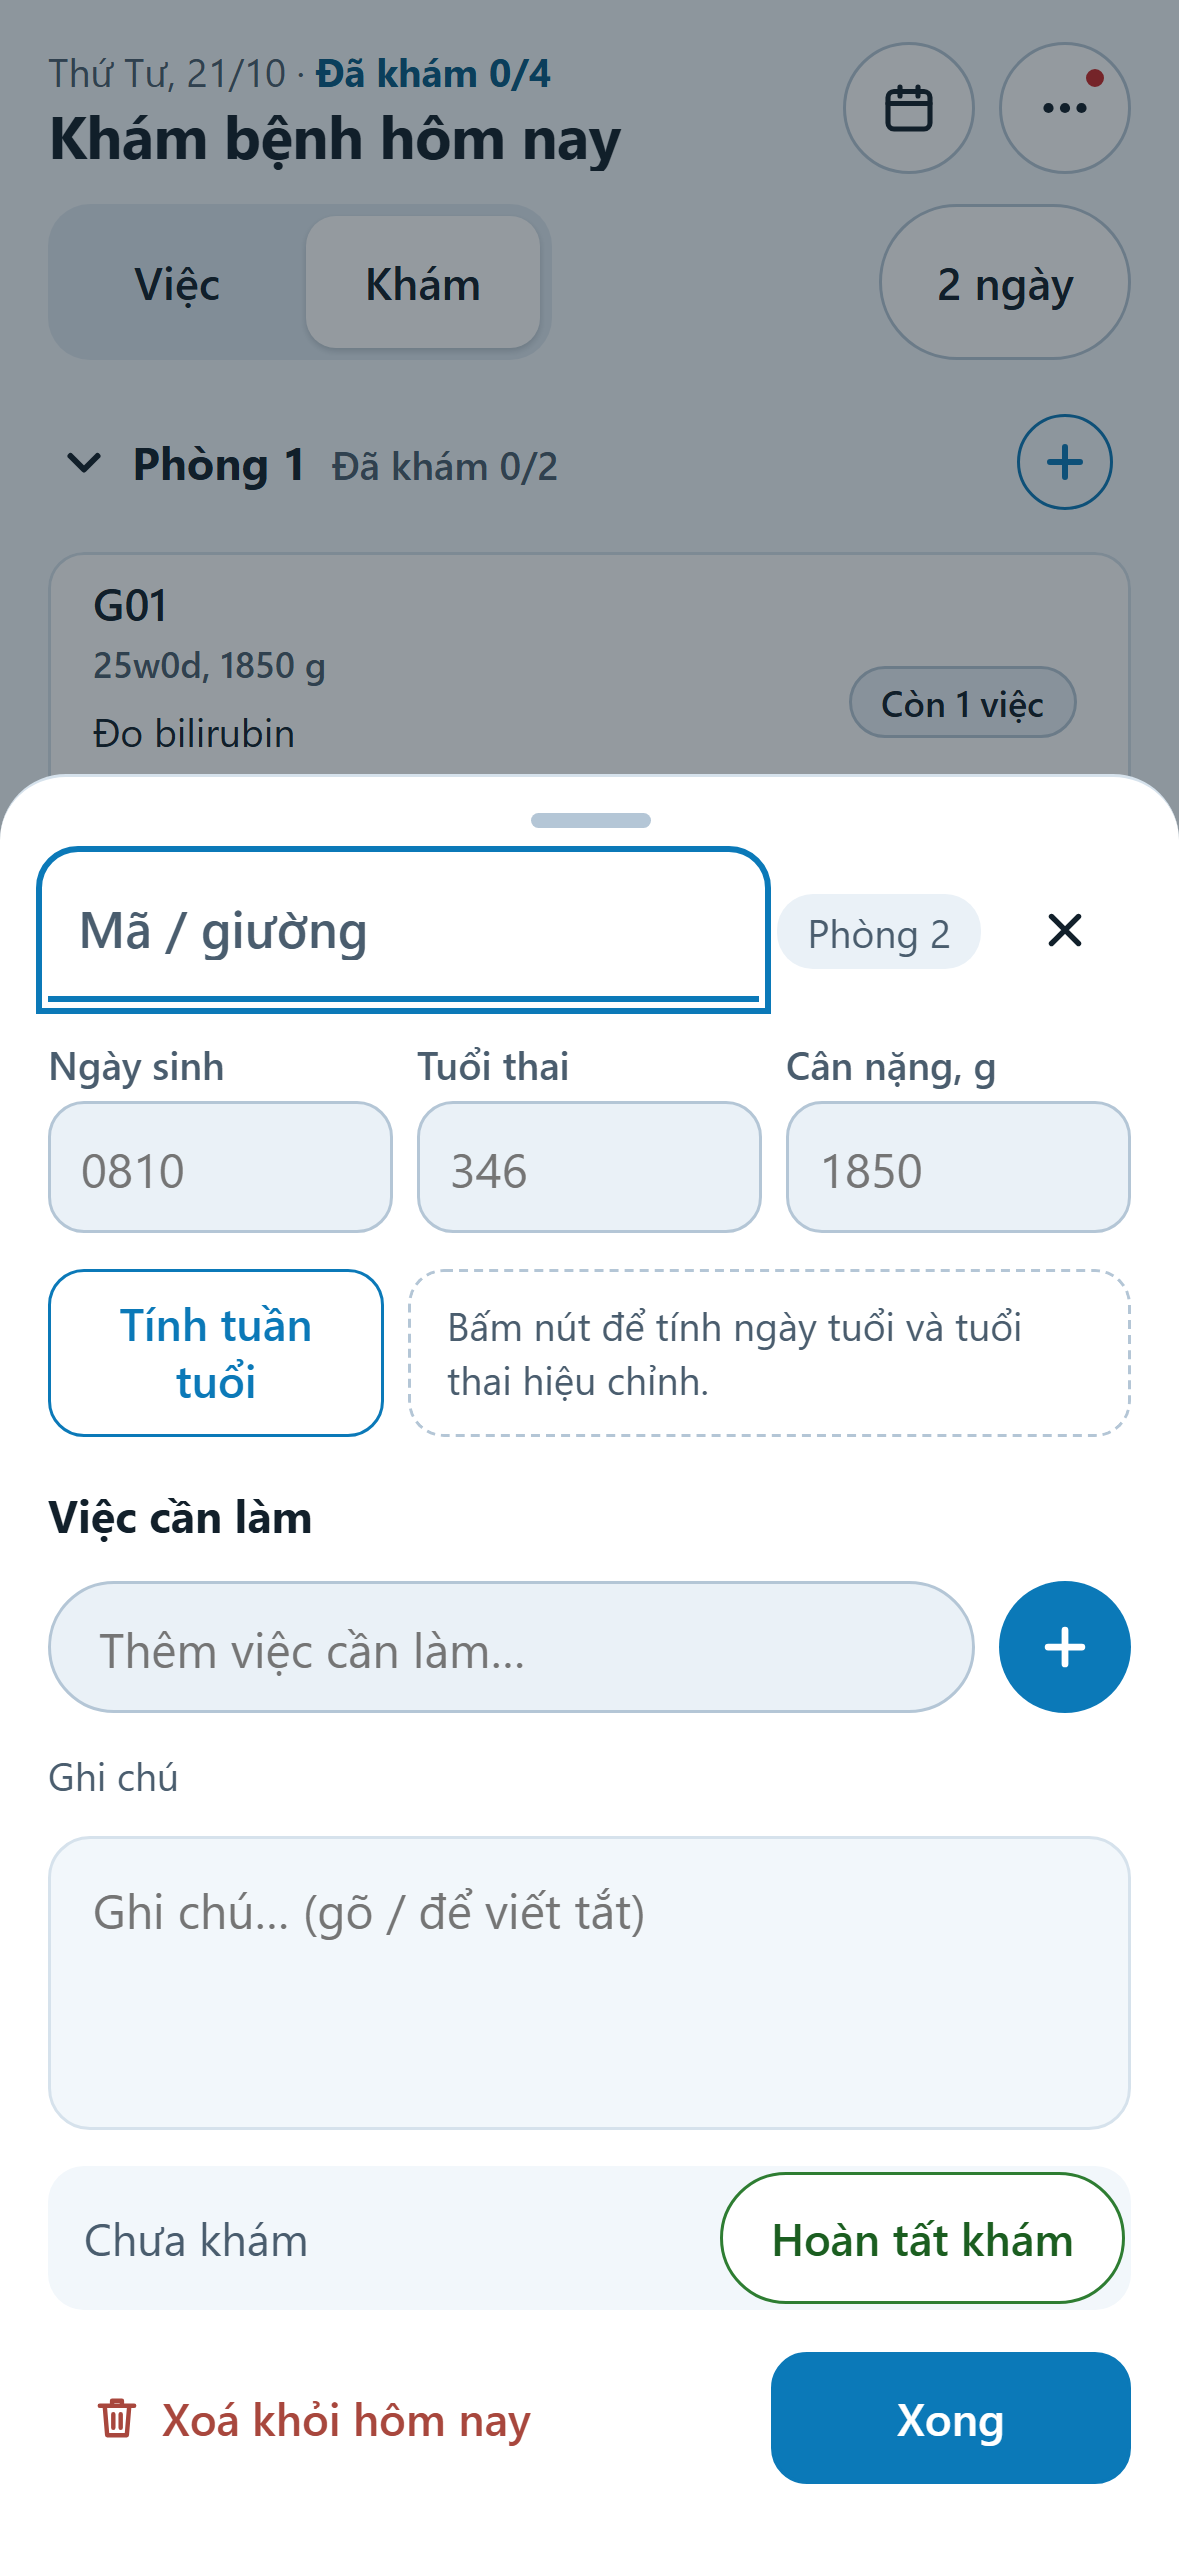 Thứ Tư, 21/10 · Đã khám 0/4
Khám bệnh hôm nay
Việc
Khám
2 ngày
Phòng 1 Đã khám 0/2
G01
25w0d, 1850 g
Đo bilirubin
Còn 1 việc
Mã / giường
Phòng 2
Ngày sinh
Tuổi thai
Cân nặng, g
0810
346
1850
Tính tuần
tuổi
Bấm nút để tính ngày tuổi và tuổi
thai hiệu chỉnh.
Việc cần làm
Thêm việc cần làm...
Ghi chú
Ghi chú... (gõ / để viết tắt)
Chưa khám
Hoàn tất khám
Xoá khỏi hôm nay
Xong